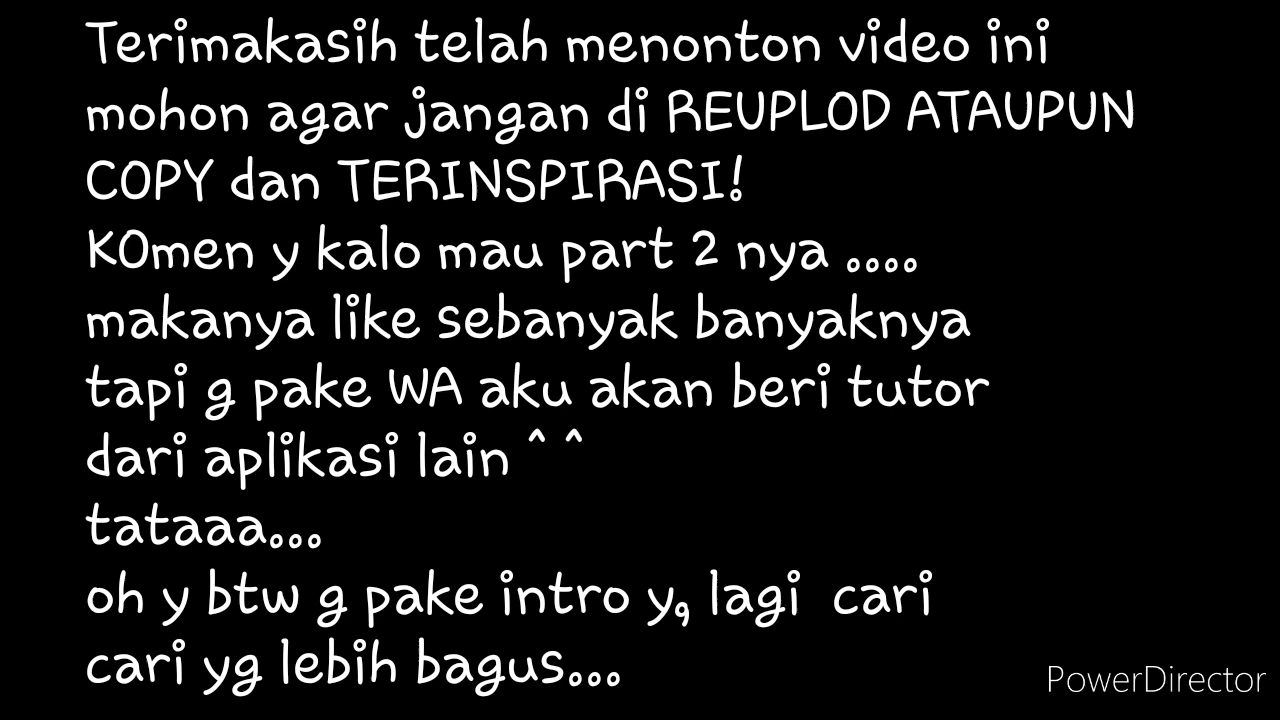 Terimakasih telah menonton video ini
mohon agar jangan di REUPLOD ATAUPUN
COPY dan TERINSPIRASI!
KOmen y kalo mau part 2 nya ....
makanya like sebanyak banyaknya
tapi g pake WA aku akan beri tutor
dari aplikasi lain ^ ^
tataaa...
oh y btw g pake intro y, lagi  cari
cari yg lebih bagus...
PowerDirector